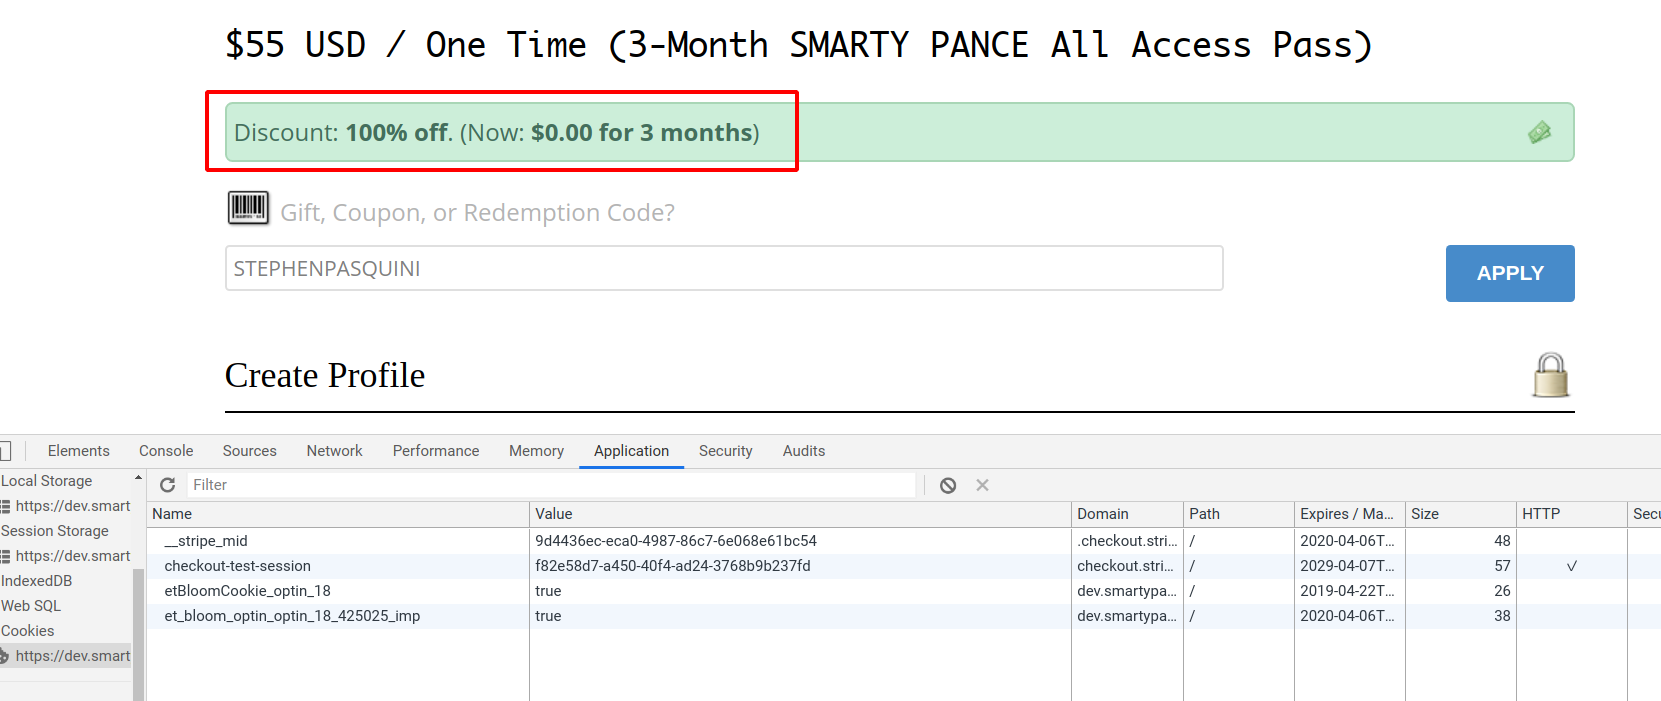 $55 USD / One Time (3-Month SMARTY PANCE All Access Pass)
Discount: 100% off. (Now: $0.00 for 3 months)
Gift, Coupon, or Redemption Code?
STEPHENPASQUINI
APPLY
Create Profile
Elements Console Sources Network Performance Memory Application Security Audits
Local Storage
https://dev.smart
Session Storage
https://dev.smart
IndexedDB
Web SQL
Cookies
https://dev.smart
Filter
Name Value Domain Path Expires / Ma... Size HTTP Secu
__stripe_mid 9d4436ec-eca0-4987-86c7-6e068e61bc54 .checkout.stri... / 2020-04-06T... 48
checkout-test-session f82e58d7-a450-40f4-ad24-3768b9b237fd checkout.stri... / 2029-04-07T... 57 ✓
etBloomCookie_optin_18 true dev.smartypa... / 2019-04-22T... 26
et_bloom_optin_optin_18_425025_imp true dev.smartypa... / 2020-04-06T... 38